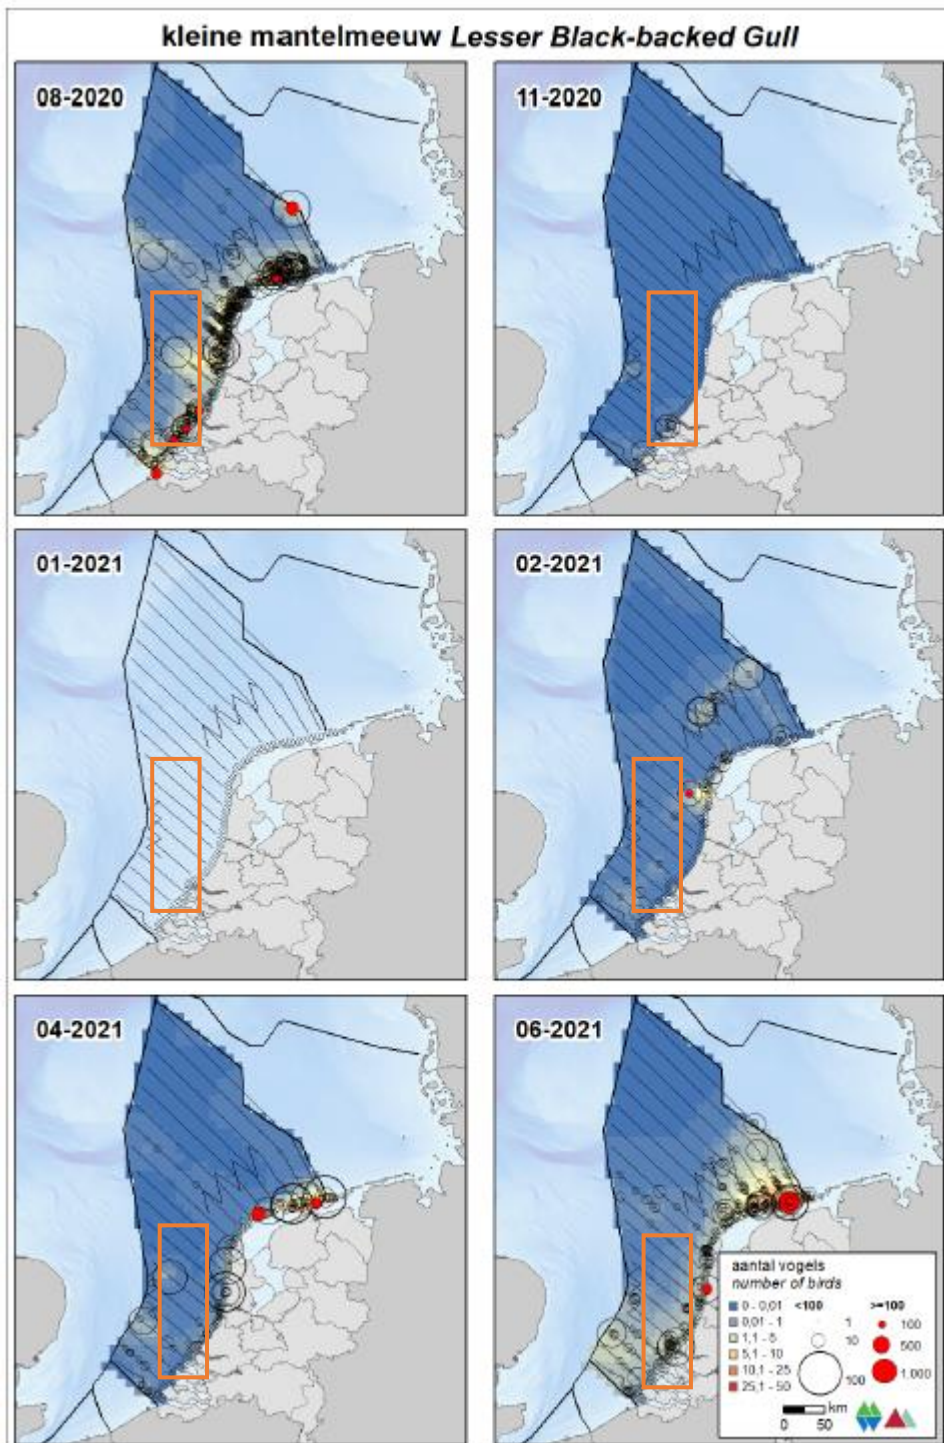 kleine mantelmeeuw Lesser Black-backed Gull
08-2020
11-2020
01-2021
02-2021
04-2021
06-2021
aantal vogels
number of birds
0 - 0,01
0,01 - 1
1,1 - 5
5,1 - 10
10,1 - 25
25,1 - 50
<100
1
10
100
>=100
100
500
1.000
km
0 50